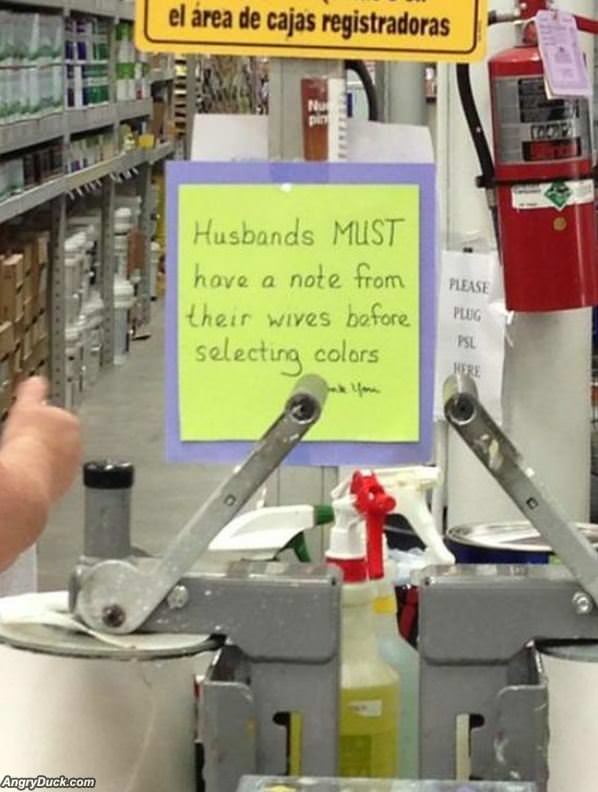 el área de cajas registradoras
Husbands MUST
have a note from
their wives before
selecting colors
You
PLEASE
PLUG
PSL
HERE
AngryDuck.com